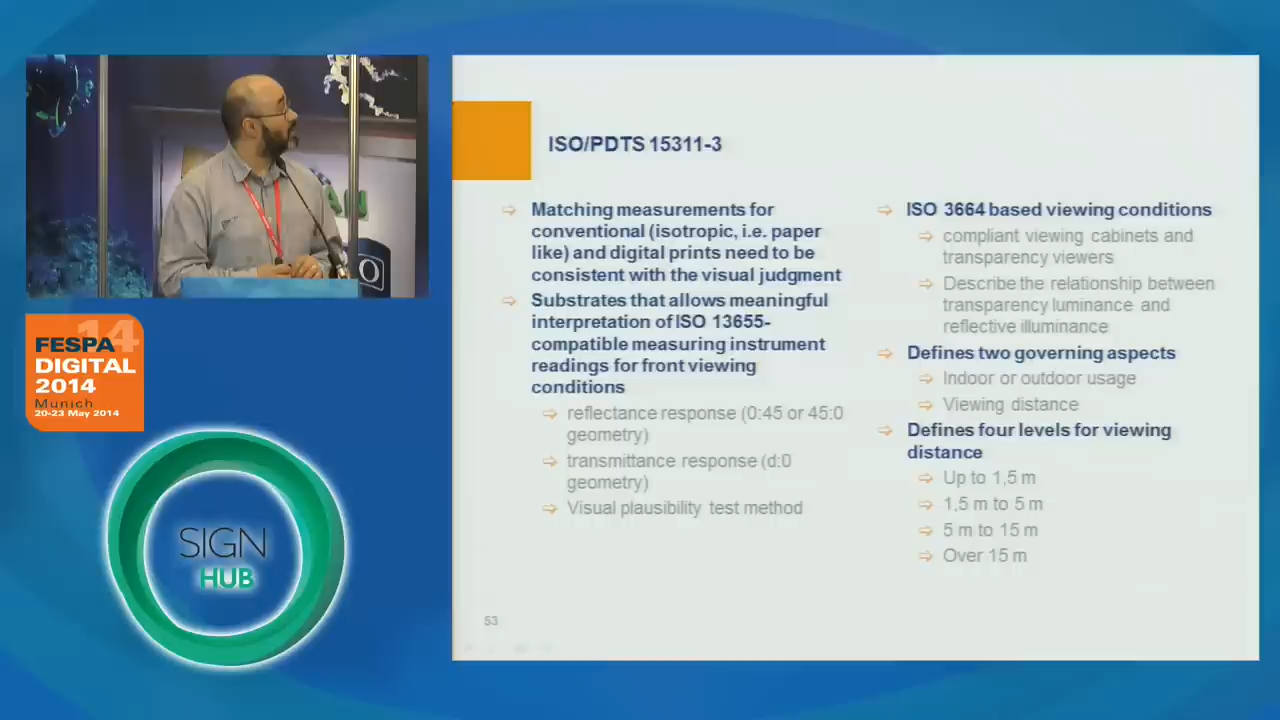 ISO/PDTS 15311-3
Matching measurements for
conventional (isotropic, i.e. paper
like) and digital prints need to be
consistent with the visual judgment
Substrates that allows meaningful
interpretation of ISO 13655-
compatible measuring instrument
readings for front viewing
conditions
reflectance response (0:45 or 45:0
geometry)
transmittance response (d:0
geometry)
Visual plausibility test method
ISO 3664 based viewing conditions
compliant viewing cabinets and
transparency viewers
Describe the relationship between
transparency luminance and
reflective illuminance
Defines two governing aspects
Indoor or outdoor usage
Viewing distance
Defines four levels for viewing
distance
Up to 1,5 m
1,5 m to 5 m
5 m to 15 m
Over 15 m
53
14
FESPA
DIGITAL
2014
Munich
20-23 May 2014
SIGN
HUB